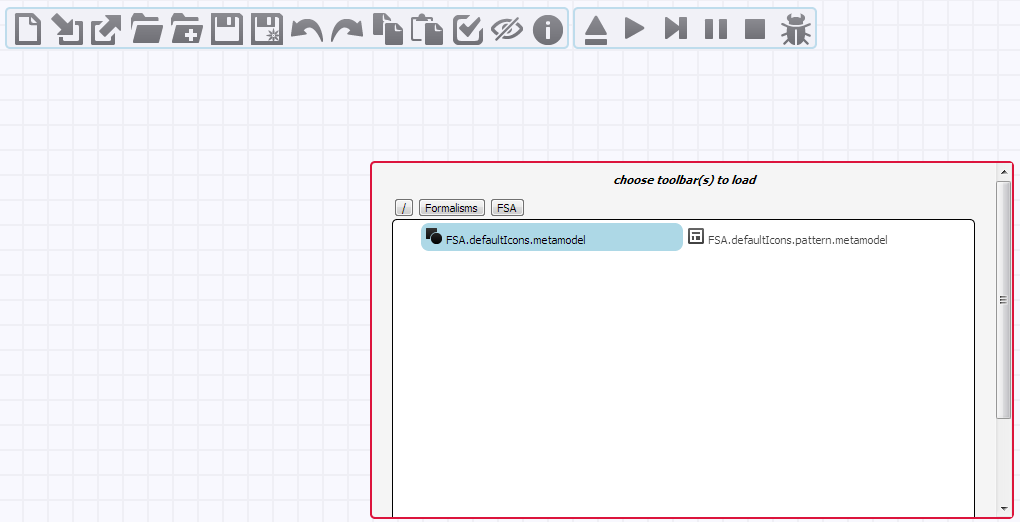 choose toolbar(s) to load
/ Formalisms FSA
FSA.defaultIcons.metamodel FSA.defaultIcons.pattern.metamodel